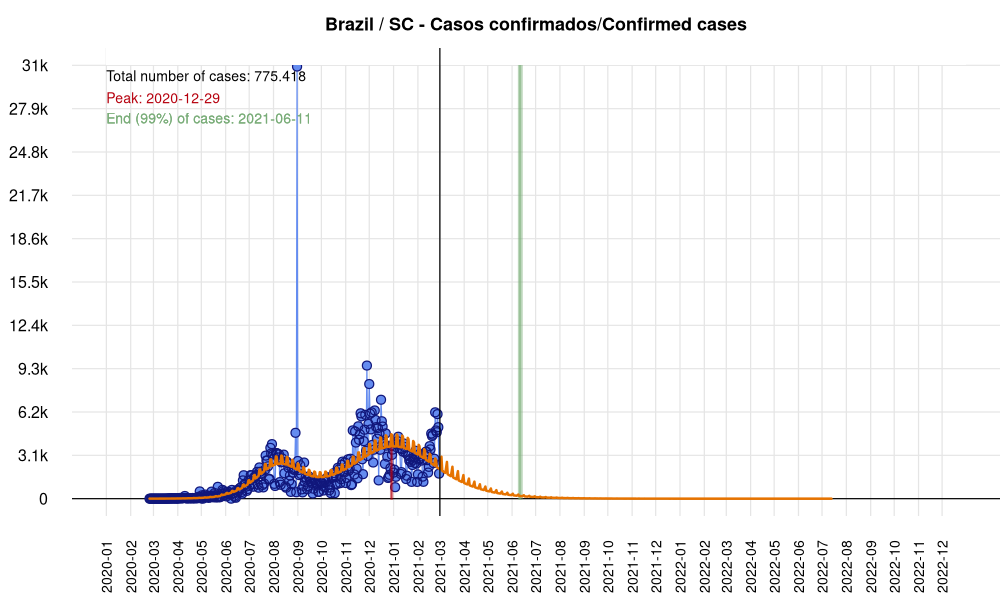 Brazil / SC - Casos confirmados/Confirmed cases
31k
Total number of cases: 775.418
Peak: 2020-12-29
27.9k
End (99%) of cases: 2021-06-11
24.8k
21.7k
18.6k
15.5k
12.4k
9.3k
6.2k
3.1k
0
2020-01
2020-02
2020-03
2020-04
2020-05
2020-06
2020-07
2020-08
2020-09
2020-10
2020-11
2020-12
2021-01
2021-02
2021-03
2021-04
2021-05
2021-06
2021-07
2021-08
2021-09
2021-10
2021-11
2021-12
2022-01
2022-02
2022-03
2022-04
2022-05
2022-06
2022-07
2022-08
2022-09
2022-10
2022-11
2022-12